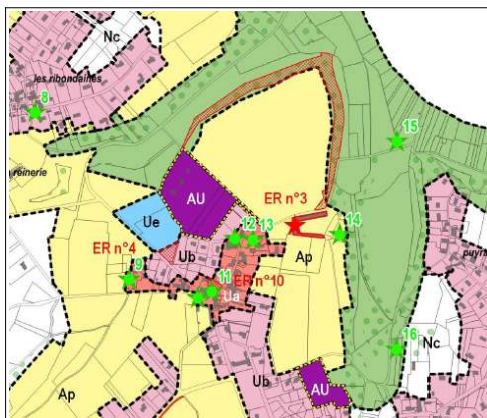 Nc
les ribondaines
8
15
reinerie
AU
ER n°3
Ue
12
13
14
ER n°4
Ub
Ap
puyra
9
ER n°10
11
Ua
16
Nc
Ap
Ub
AU